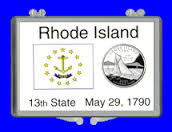 Rhode Island
13th State May 29, 1790